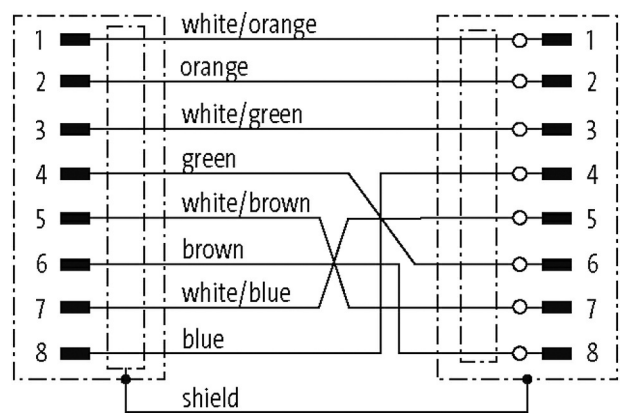 1 white/orange 1
2 orange 2
3 white/green 3
4 green 4
5 white/brown 5
6 brown 6
7 white/blue 7
8 blue 8
shield